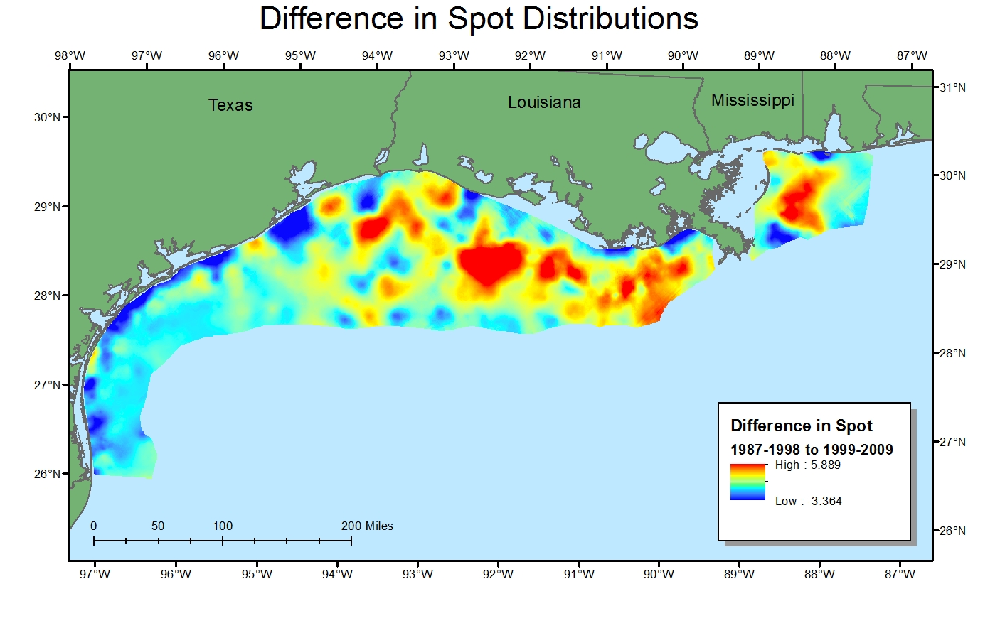 Difference in Spot Distributions
98°W 97°W 96°W 95°W 94°W 93°W 92°W 91°W 90°W 89°W 88°W 87°W
31°N
Texas Louisiana Mississippi
30°N
30°N
29°N
29°N
28°N
28°N
27°N
27°N
26°N
26°N
Difference in Spot
1987-1998 to 1999-2009
High : 5.889
Low : -3.364
0 50 100 200 Miles
97°W 96°W 95°W 94°W 93°W 92°W 91°W 90°W 89°W 88°W 87°W